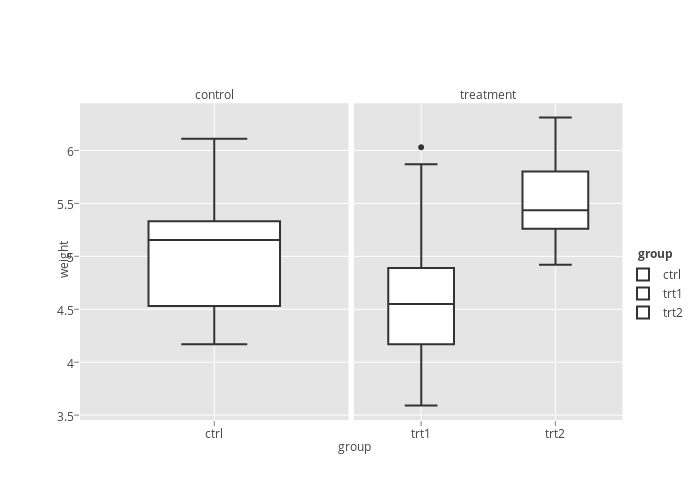 control
treatment
6
5.5
5
4.5
4
3.5
weight
ctrl
trt1
trt2
group
group
ctrl
trt1
trt2